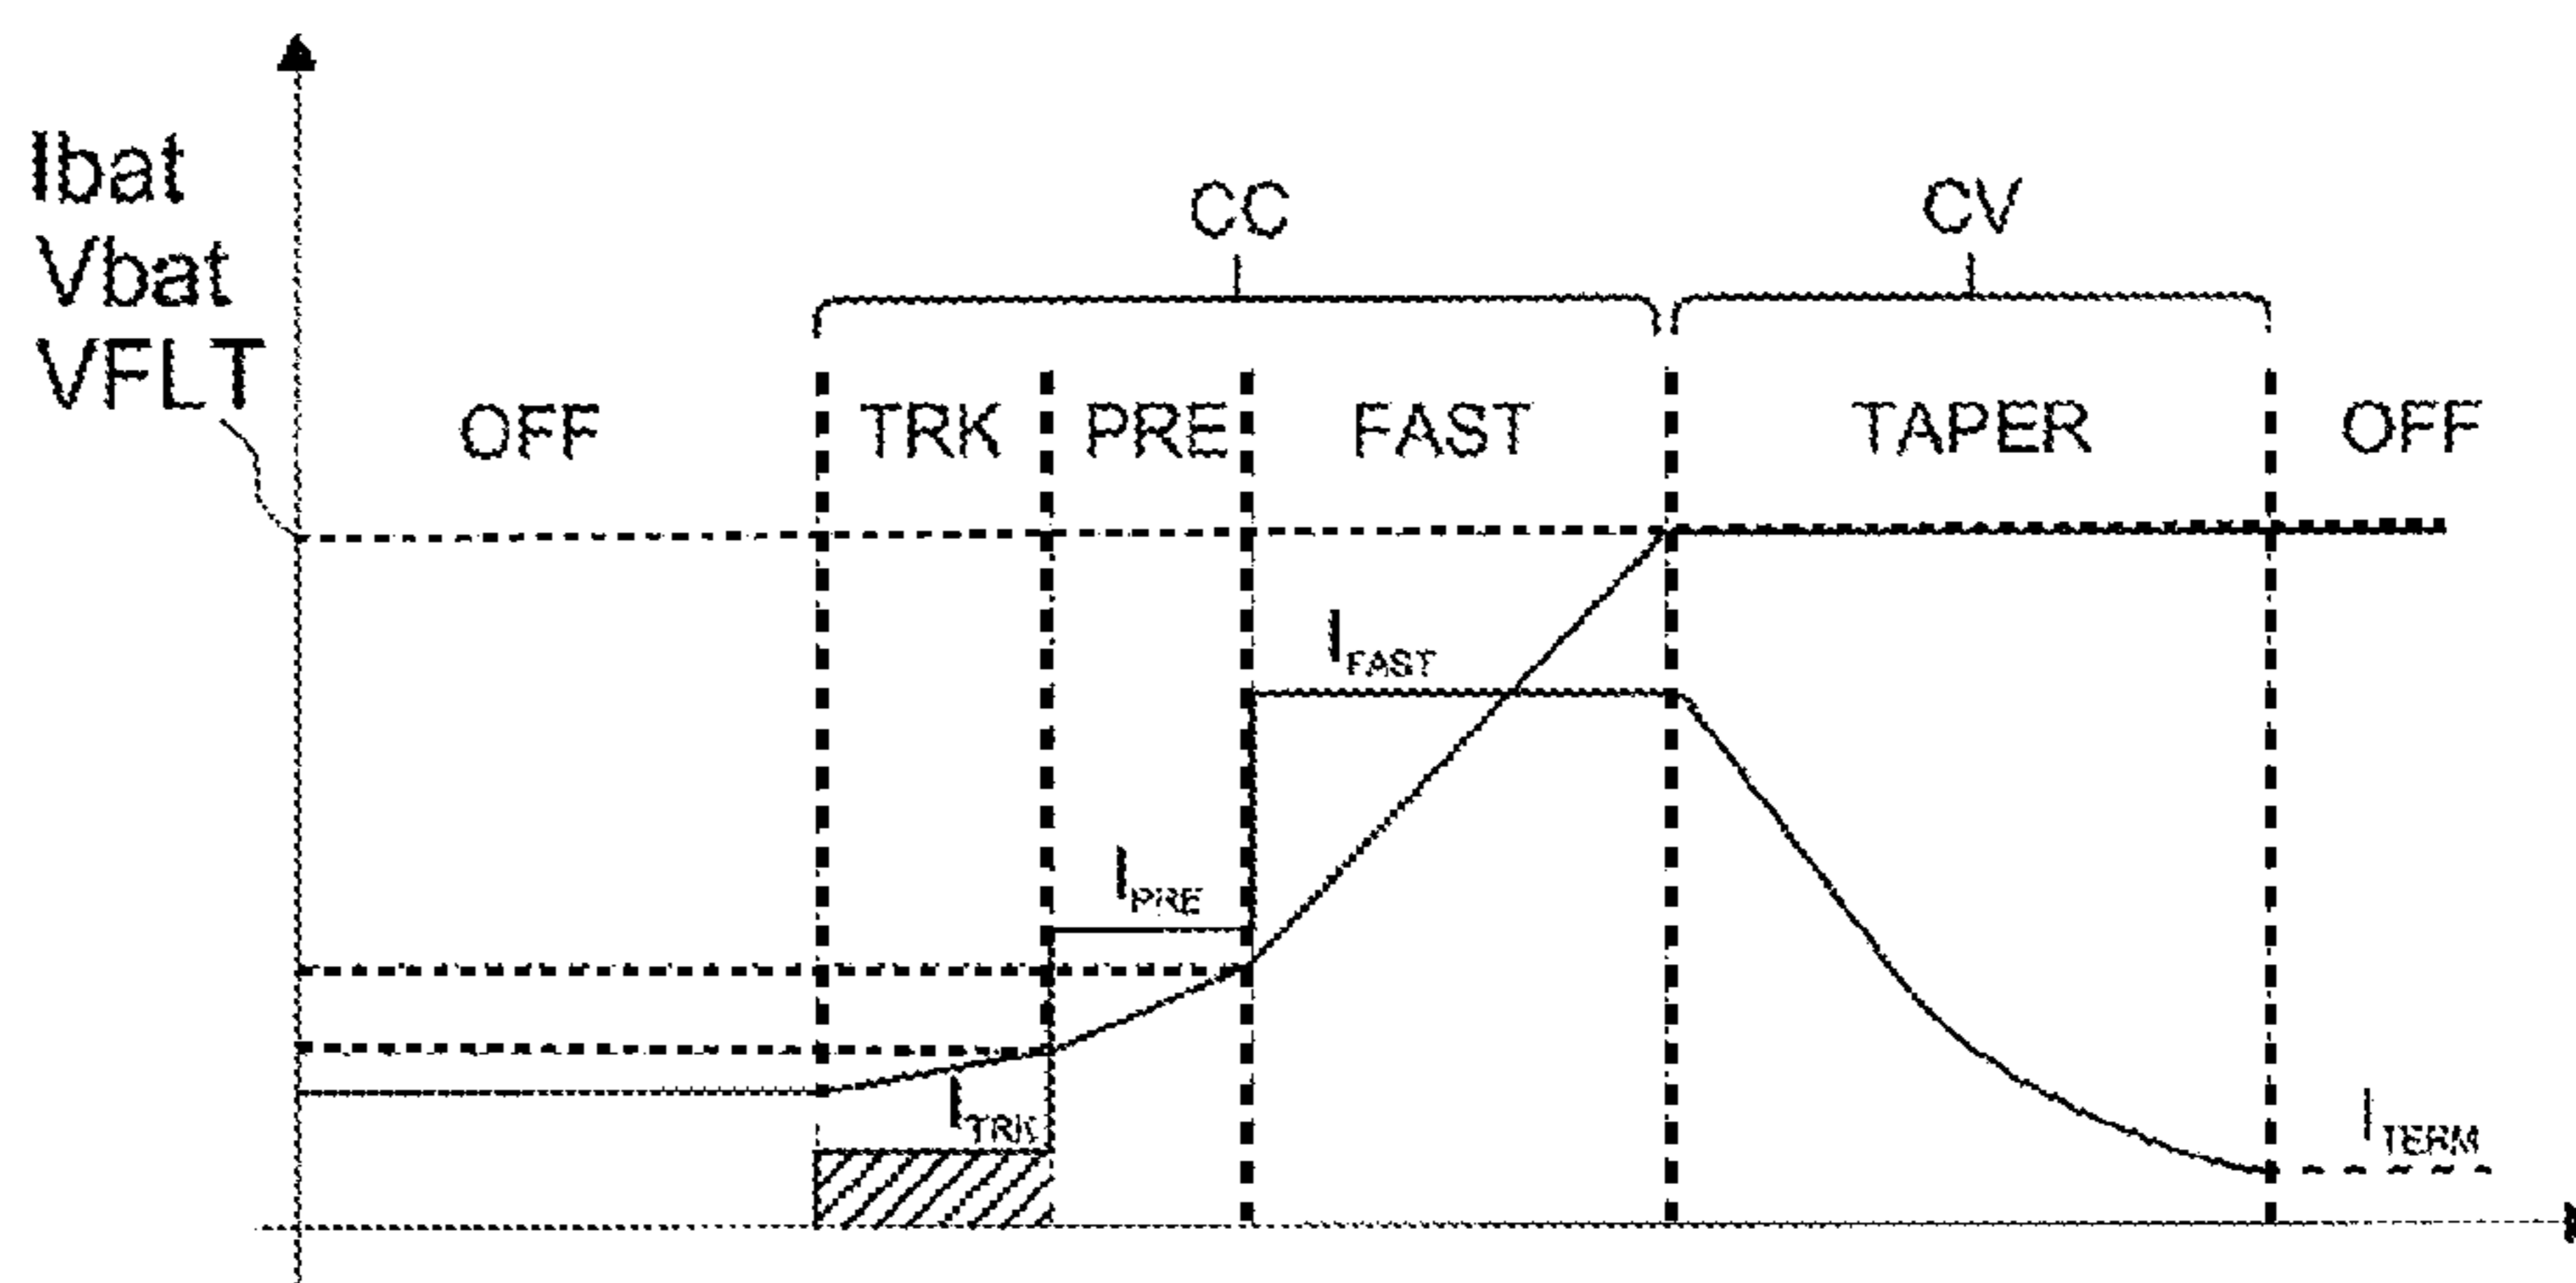 Ibat
Vbat
VFLT
CC
CV
OFF
TRK
PRE
FAST
TAPER
OFF
IFAST
IPRE
ITRK
ITERM